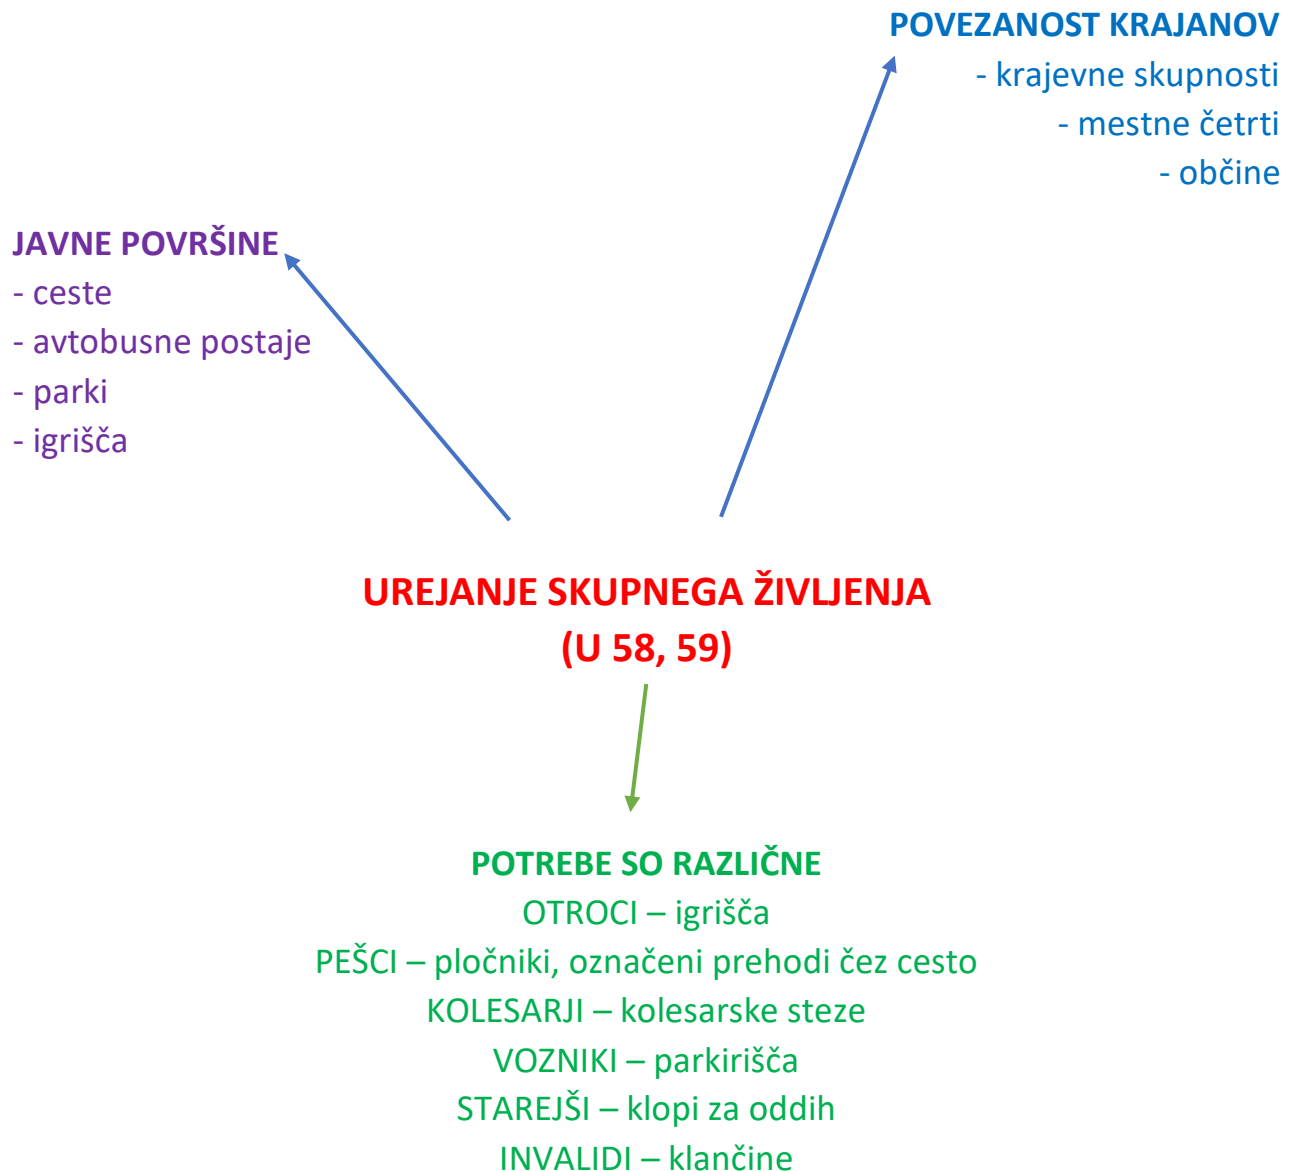 POVEZANOST KRAJANOV
- krajevne skupnosti
- mestne četrti
- občine
JAVNE POVRŠINE
- ceste
- avtobusne postaje
- parki
- igrišča
UREJANJE SKUPNEGA ŽIVLJENJA
(U 58, 59)
POTREBE SO RAZLIČNE
OTROCI – igrišča
PEŠCI – pločniki, označeni prehodi čez cesto
KOLESARJI – kolesarske steze
VOZNIKI – parkirišča
STAREJŠI – klopi za oddih
INVALIDI – klančine